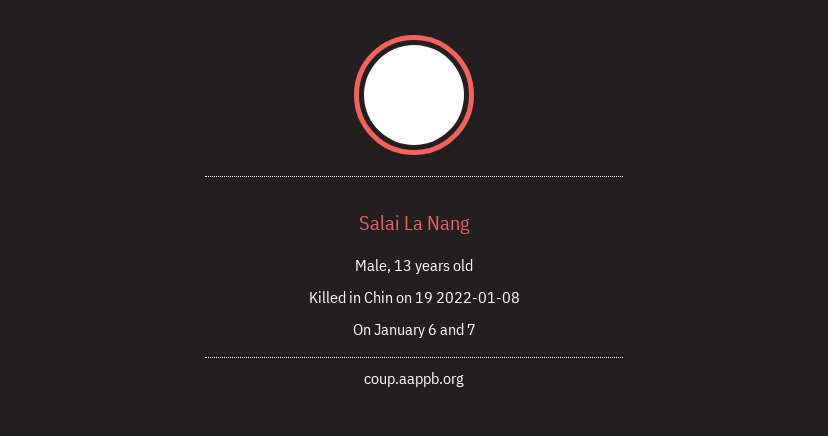 Salai La Nang
Male, 13 years old
Killed in Chin on 19 2022-01-08
On January 6 and 7
coup.aappb.org